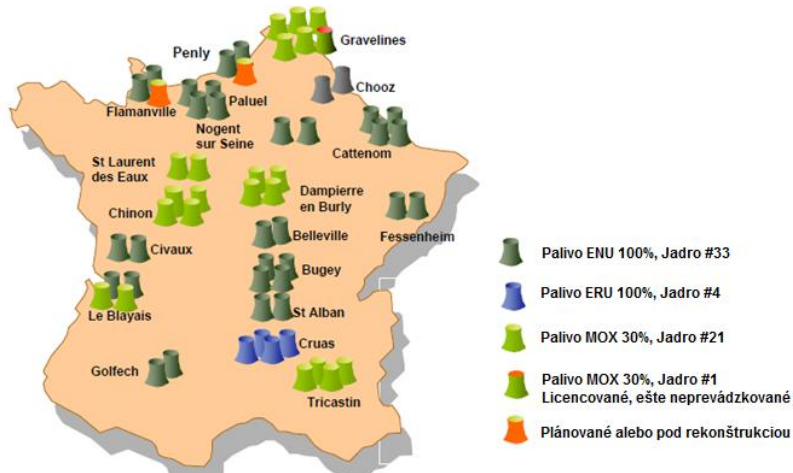 Penly
Gravelines
Chooz
Flamanville
Paluel
Nogent
sur Seine
Cattenom
St Laurent
des Eaux
Dampierre
en Burly
Chinon
Belleville
Fessenheim
Civaux
Bugey
Le Blayais
St Alban
Cruas
Golfech
Tricastin
Palivo ENU 100%, Jadro #33
Palivo ERU 100%, Jadro #4
Palivo MOX 30%, Jadro #21
Palivo MOX 30%, Jadro #1
Licencované, ešte neprevádzkované
Plánované alebo pod rekonštrukciou